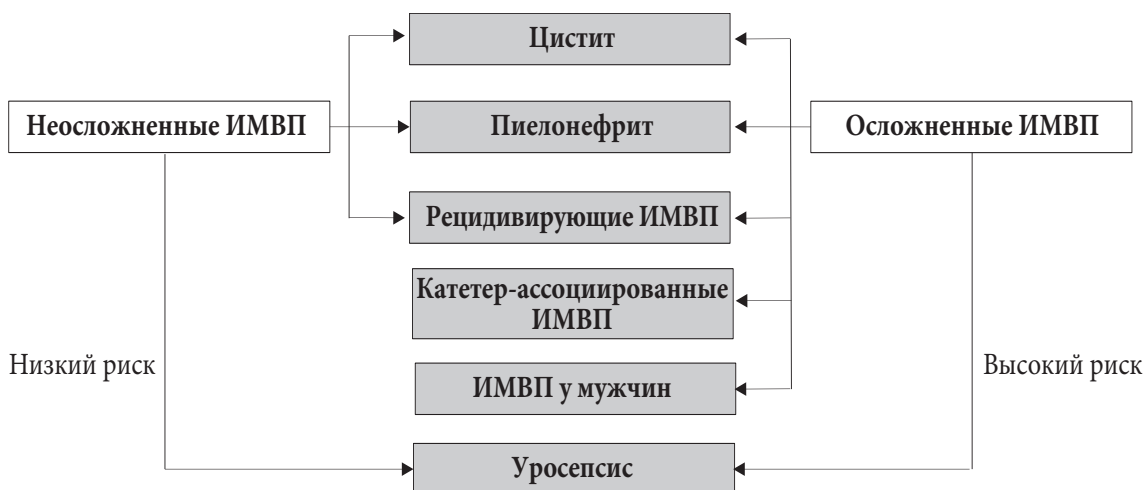 Цистит
Неосложненные ИМВП
Пиелонефрит
Осложненные ИМВП
Рецидивирующие ИМВП
Катетер-ассоциированные
ИМВП
Низкий риск
Высокий риск
ИМВП у мужчин
Уросепсис